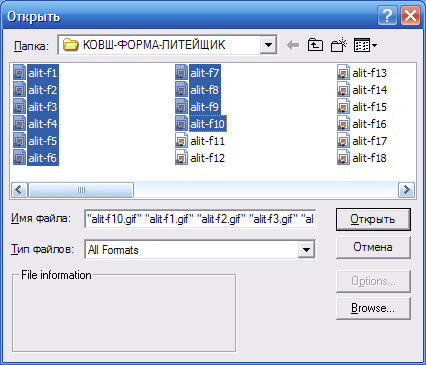 Открыть
Папка: КОВШ-ФОРМА-ЛИТЕЙЩИК
alit-f1 alit-f7 alit-f13
alit-f2 alit-f8 alit-f14
alit-f3 alit-f9 alit-f15
alit-f4 alit-f10 alit-f16
alit-f5 alit-f11 alit-f17
alit-f6 alit-f12 alit-f18
Имя файла: "alit-f10.gif" "alit-f1.gif" "alit-f2.gif" "alit-f3.gif" "al Открыть
Тип файлов: All Formats Отмена
File information Options...
Browse...